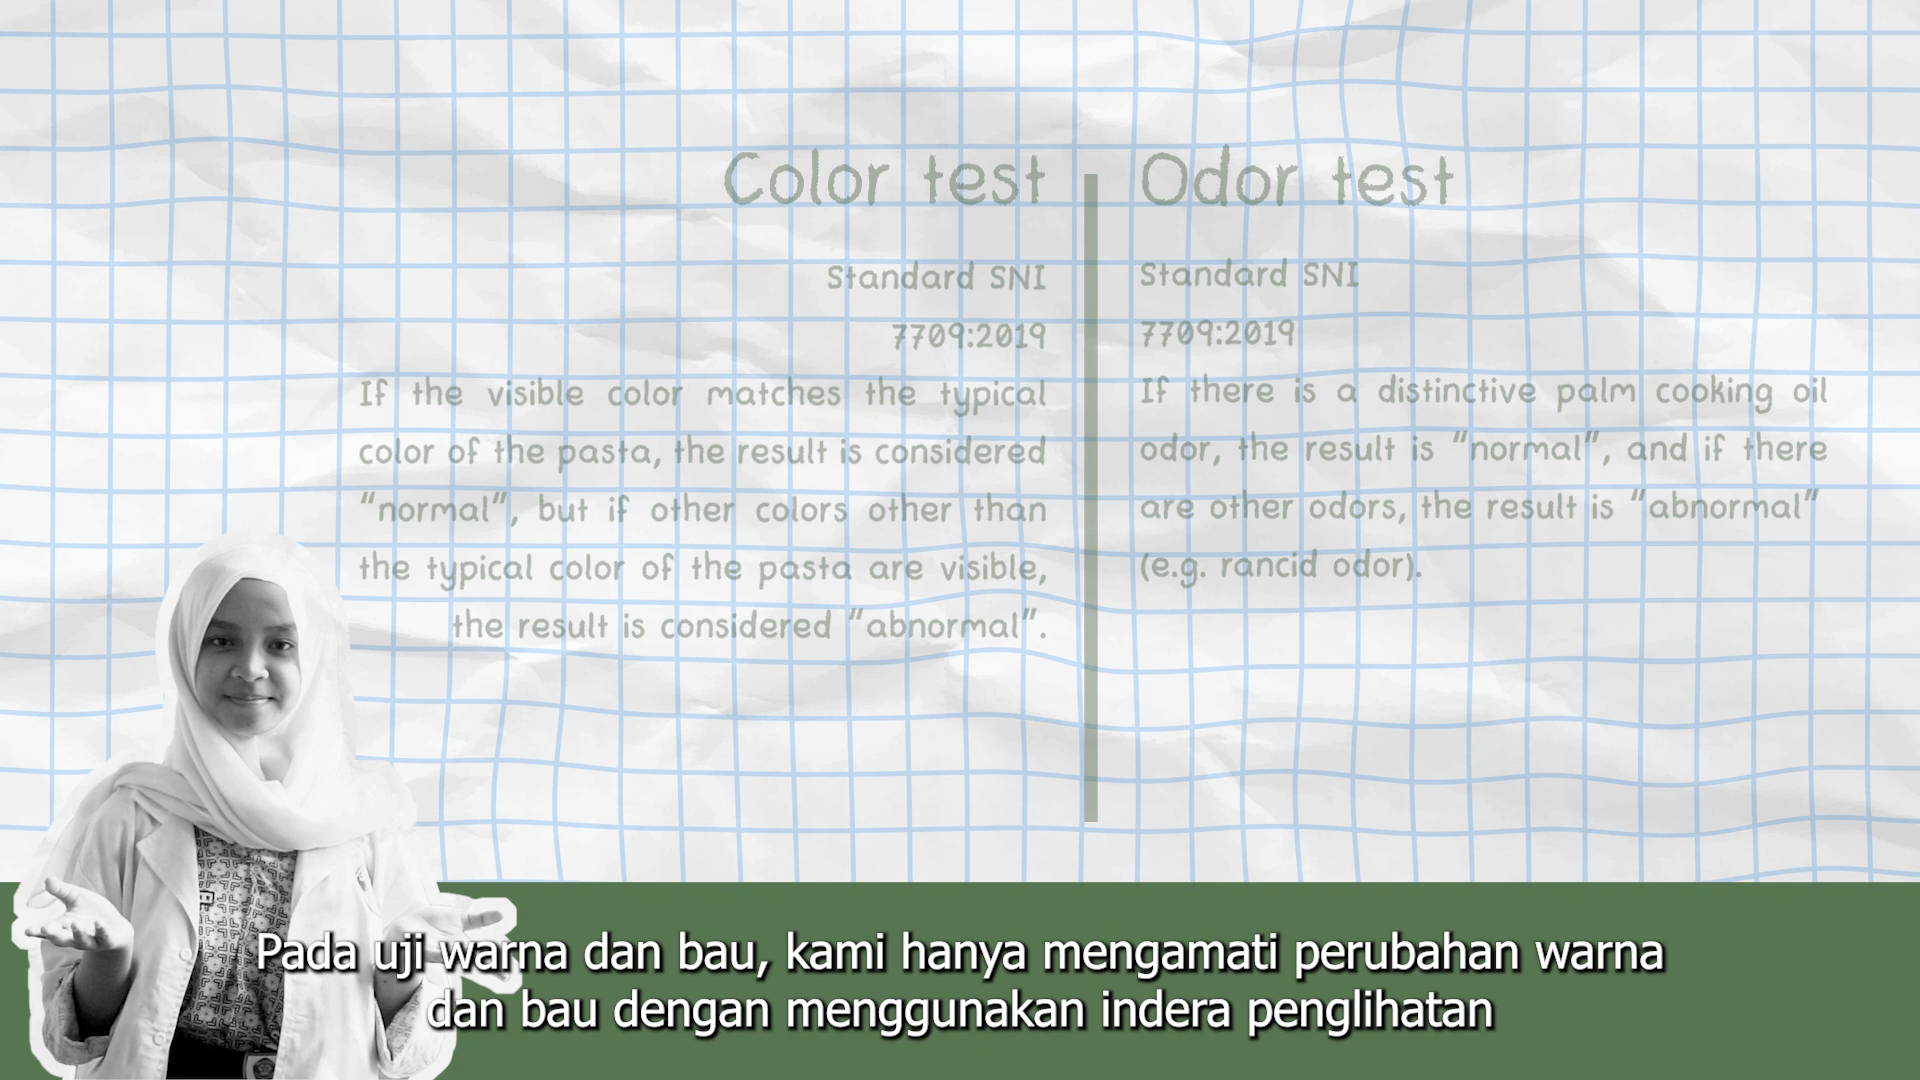 Color test
Standard SNI
7709:2019
If the visible color matches the typical
color of the pasta, the result is considered
"normal", but if other colors other than
the typical color of the pasta are visible,
the result is considered "abnormal".
Odor test
Standard SNI
7709:2019
If there is a distinctive palm cooking oil
odor, the result is "normal", and if there
are other odors, the result is "abnormal"
(e.g. rancid odor).
Pada uji warna dan bau, kami hanya mengamati perubahan warna
dan bau dengan menggunakan indera penglihatan